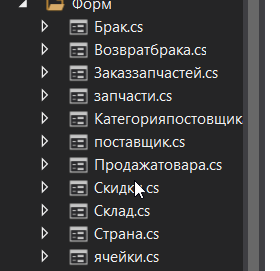 Форм
Брак.cs
Возвратбрака.cs
Заказзапчастей.cs
запчасти.cs
Категорияпостовщик
поставщик.cs
Продажатовара.cs
Скидки.cs
Склад.cs
Страна.cs
ячейки.cs